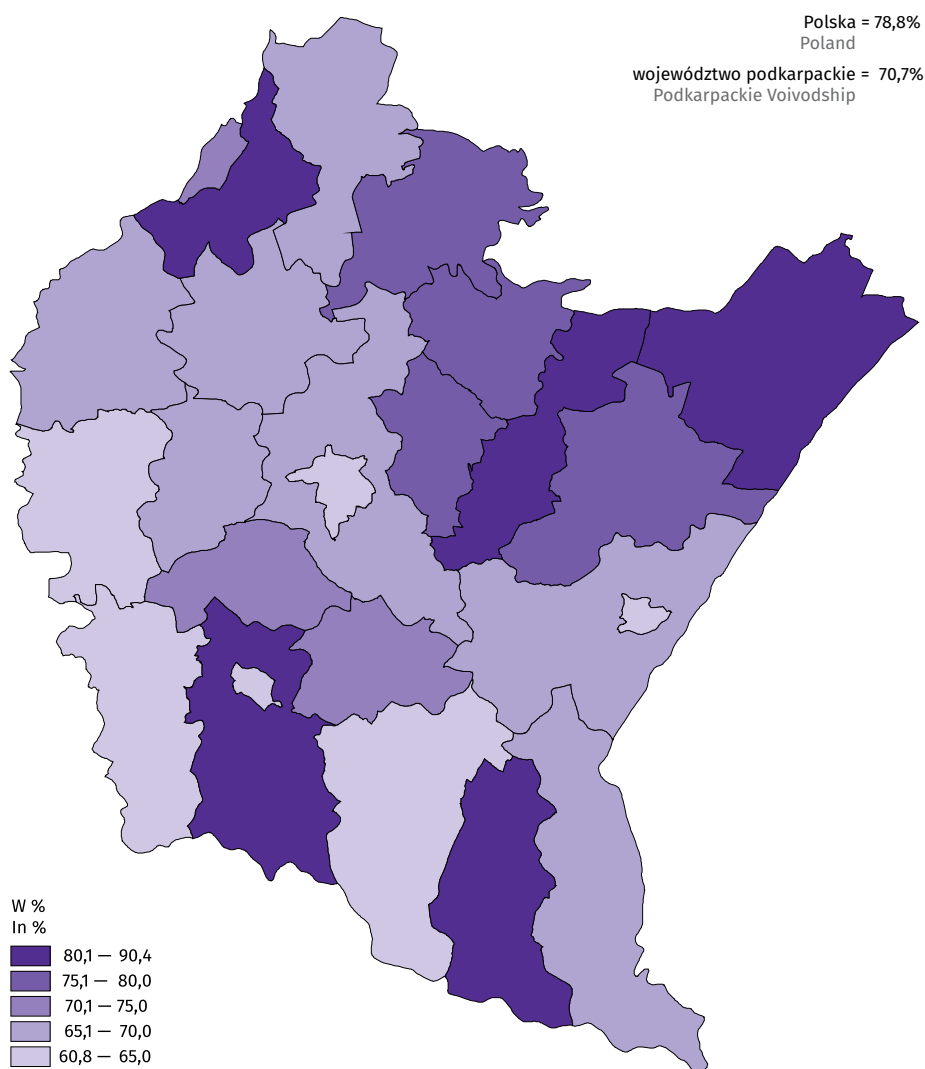 Polska = 78,8%
Poland
województwo podkarpackie = 70,7%
Podkarpackie Voivodship
W %
In %
80,1 — 90,4
75,1 — 80,0
70,1 — 75,0
65,1 — 70,0
60,8 — 65,0